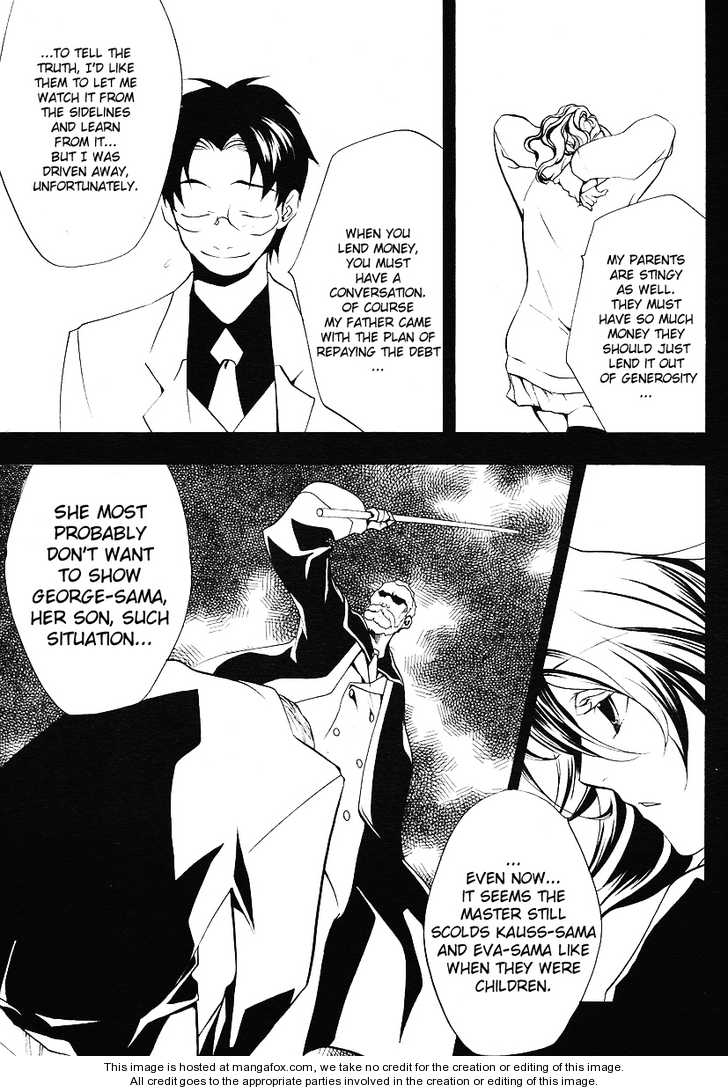 MY PARENTS
ARE STINGY
AS WELL.
THEY MUST
HAVE SO MUCH
MONEY THEY
SHOULD JUST
LEND IT OUT
OF GENEROSITY
...
WHEN YOU
LEND MONEY,
YOU MUST
HAVE A
CONVERSATION.
OF COURSE
MY FATHER CAME
WITH THE PLAN OF
REPAYING THE DEBT
...
...TO TELL THE
TRUTH, I'D LIKE
THEM TO LET ME
WATCH IT FROM
THE SIDELINES
AND LEARN
FROM IT...
BUT I WAS
DRIVEN AWAY,
UNFORTUNATELY.
...
EVEN NOW...
IT SEEMS THE
MASTER STILL
SCOLDS KAUSS-SAMA
AND EVA-SAMA LIKE
WHEN THEY WERE
CHILDREN.
SHE MOST
PROBABLY
DON'T WANT
TO SHOW
GEORGE-SAMA,
HER SON, SUCH
SITUATION...
This image is hosted at mangafox.com, we take no credit for the creation or editing of this image.
All credit goes to the appropriate parties involved in the creation or editing of this image.